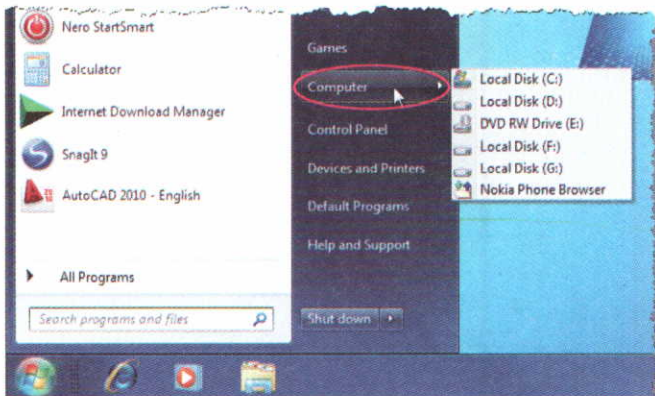 Nero StartSmart
Calculator
Internet Download Manager
SnagIt 9
AutoCAD 2010 - English
All Programs
Search programs and files
Games
Computer
Control Panel
Devices and Printers
Default Programs
Help and Support
Shut down
Local Disk (C:)
Local Disk (D:)
DVD RW Drive (E:)
Local Disk (F:)
Local Disk (G:)
Nokia Phone Browser